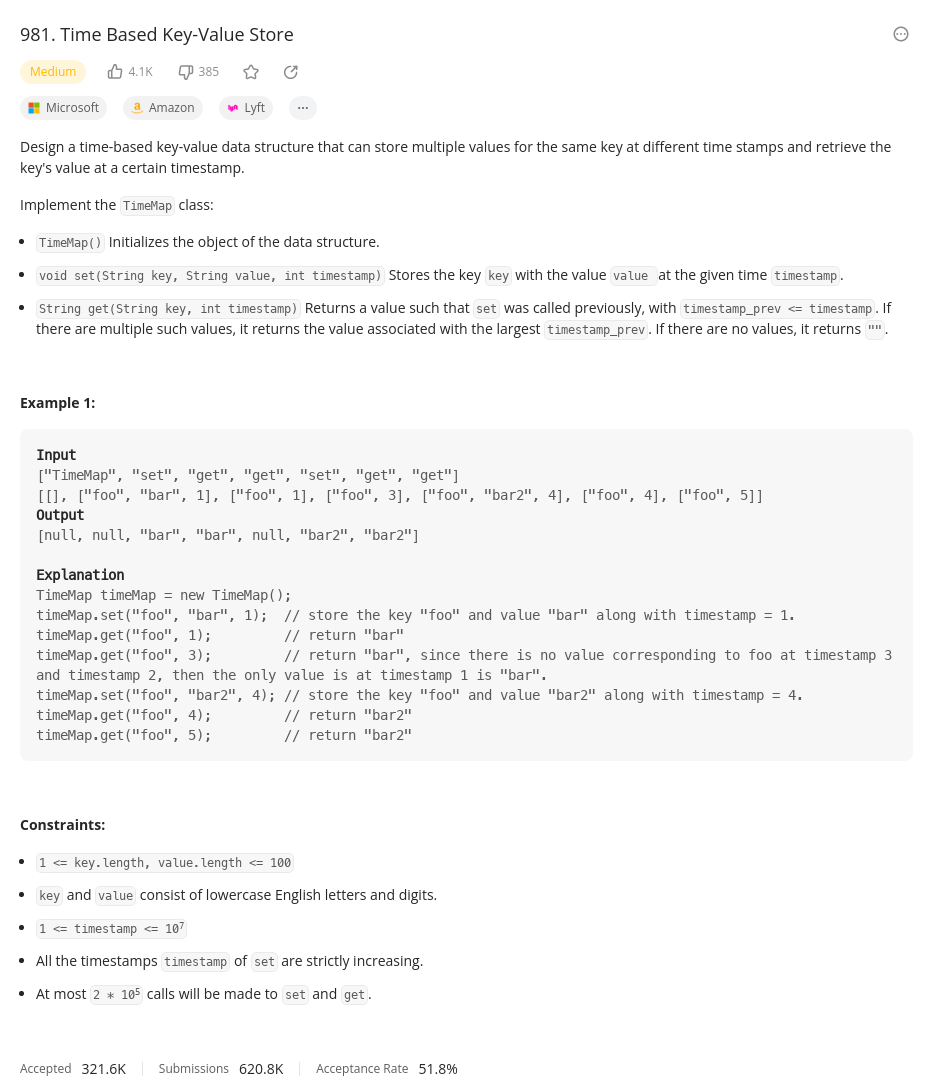 981. Time Based Key-Value Store
Medium 4.1K 385
Microsoft Amazon Lyft ...
Design a time-based key-value data structure that can store multiple values for the same key at different time stamps and retrieve the
key's value at a certain timestamp.
Implement the TimeMap class:
• TimeMap() Initializes the object of the data structure.
• void set(String key, String value, int timestamp) Stores the key key with the value value at the given time timestamp.
• String get(String key, int timestamp) Returns a value such that set was called previously, with timestamp_prev <= timestamp. If
there are multiple such values, it returns the value associated with the largest timestamp_prev. If there are no values, it returns "".
Example 1:
Input
["TimeMap", "set", "get", "get", "set", "get", "get"]
[[], ["foo", "bar", 1], ["foo", 1], ["foo", 3], ["foo", "bar2", 4], ["foo", 4], ["foo", 5]]
Output
[null, null, "bar", "bar", null, "bar2", "bar2"]
Explanation
TimeMap timeMap = new TimeMap();
timeMap.set("foo", "bar", 1);  // store the key "foo" and value "bar" along with timestamp = 1.
timeMap.get("foo", 1);         // return "bar"
timeMap.get("foo", 3);         // return "bar", since there is no value corresponding to foo at timestamp 3
and timestamp 2, then the only value is at timestamp 1 is "bar".
timeMap.set("foo", "bar2", 4); // store the key "foo" and value "bar2" along with timestamp = 4.
timeMap.get("foo", 4);         // return "bar2"
timeMap.get("foo", 5);         // return "bar2"
Constraints:
• 1 <= key.length, value.length <= 100
• key and value consist of lowercase English letters and digits.
• 1 <= timestamp <= 10⁷
• All the timestamps timestamp of set are strictly increasing.
• At most 2 * 10⁵ calls will be made to set and get.
Accepted 321.6K Submissions 620.8K Acceptance Rate 51.8%